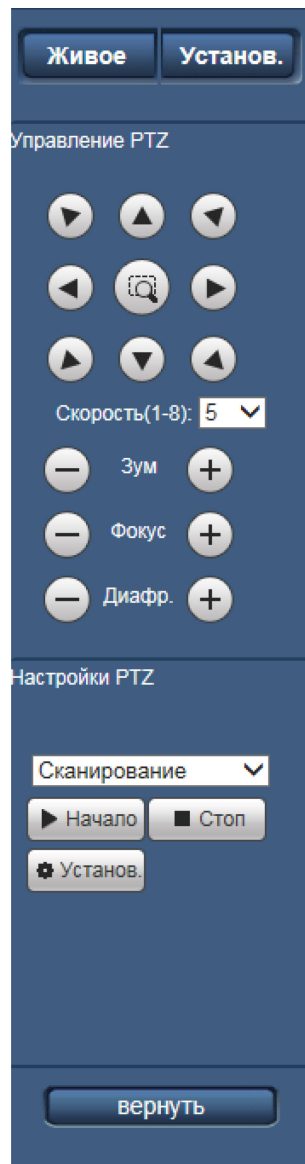 Живое Установ.
Управление PTZ
Скорость(1-8): 5
Зум
Фокус
Диафр.
Настройки PTZ
Сканирование
Начало Стоп
Установ.
вернуть